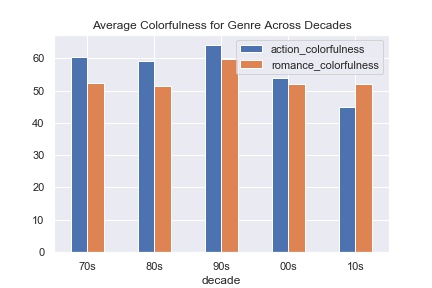 Average Colorfulness for Genre Across Decades
action_colorfulness
romance_colorfulness
60
50
40
30
20
10
0
70s 80s 90s 00s 10s
decade